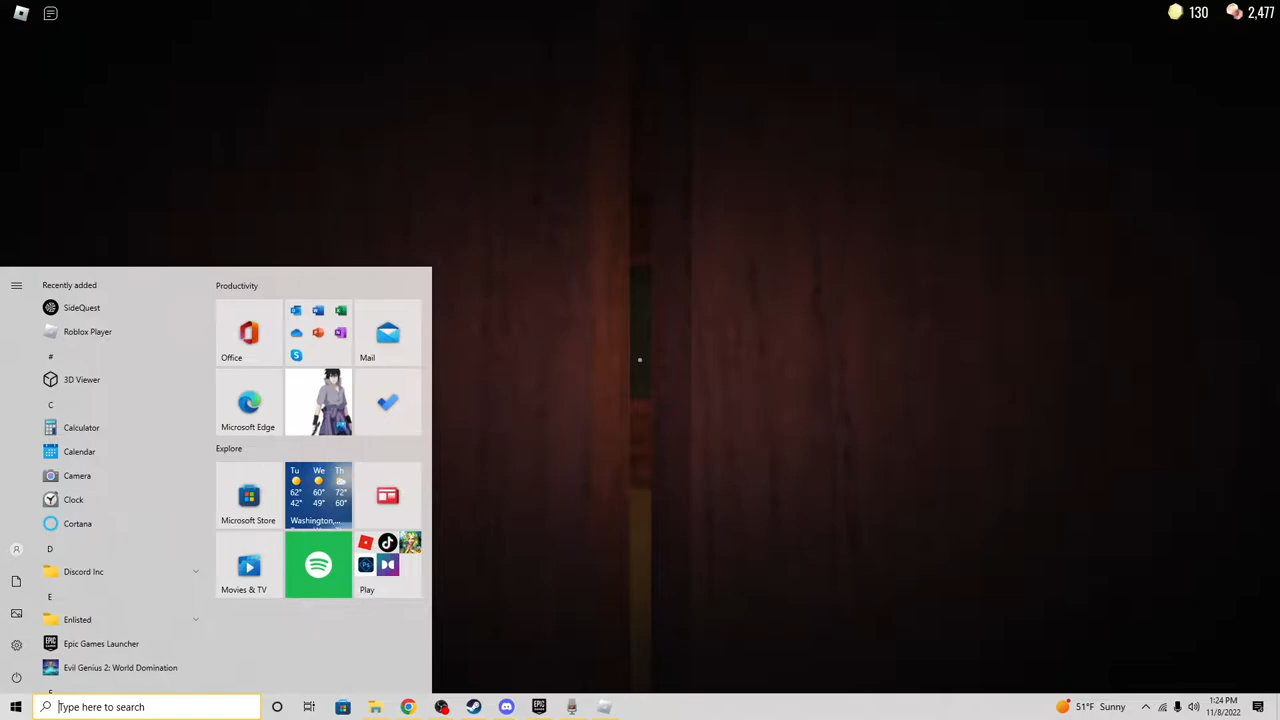 130 2,477
Recently added
SideQuest
Roblox Player
#
3D Viewer
C
Calculator
Calendar
Camera
Clock
Cortana
D
Discord Inc
E
Enlisted
Epic Games Launcher
Evil Genius 2: World Domination
Productivity
Office
Mail
Microsoft Edge
Explore
Microsoft Store
Tu We Th
62° 60° 72°
42° 49° 60°
Washington,...
Movies & TV
Play
Type here to search
51°F Sunny
1:24 PM
11/8/2022